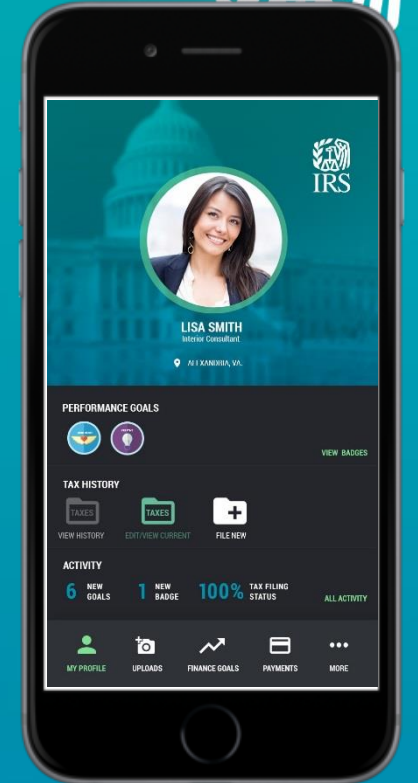 IRS
LISA SMITH
Interior Consultant
ALEXANDRIA, VA.
PERFORMANCE GOALS
VIEW BADGES
TAX HISTORY
TAXES
TAXES
VIEW HISTORY
EDIT/VIEW CURRENT
FILE NEW
ACTIVITY
6 NEW GOALS
1 NEW BADGE
100% TAX FILING STATUS
ALL ACTIVITY
MY PROFILE
UPLOADS
FINANCE GOALS
PAYMENTS
MORE